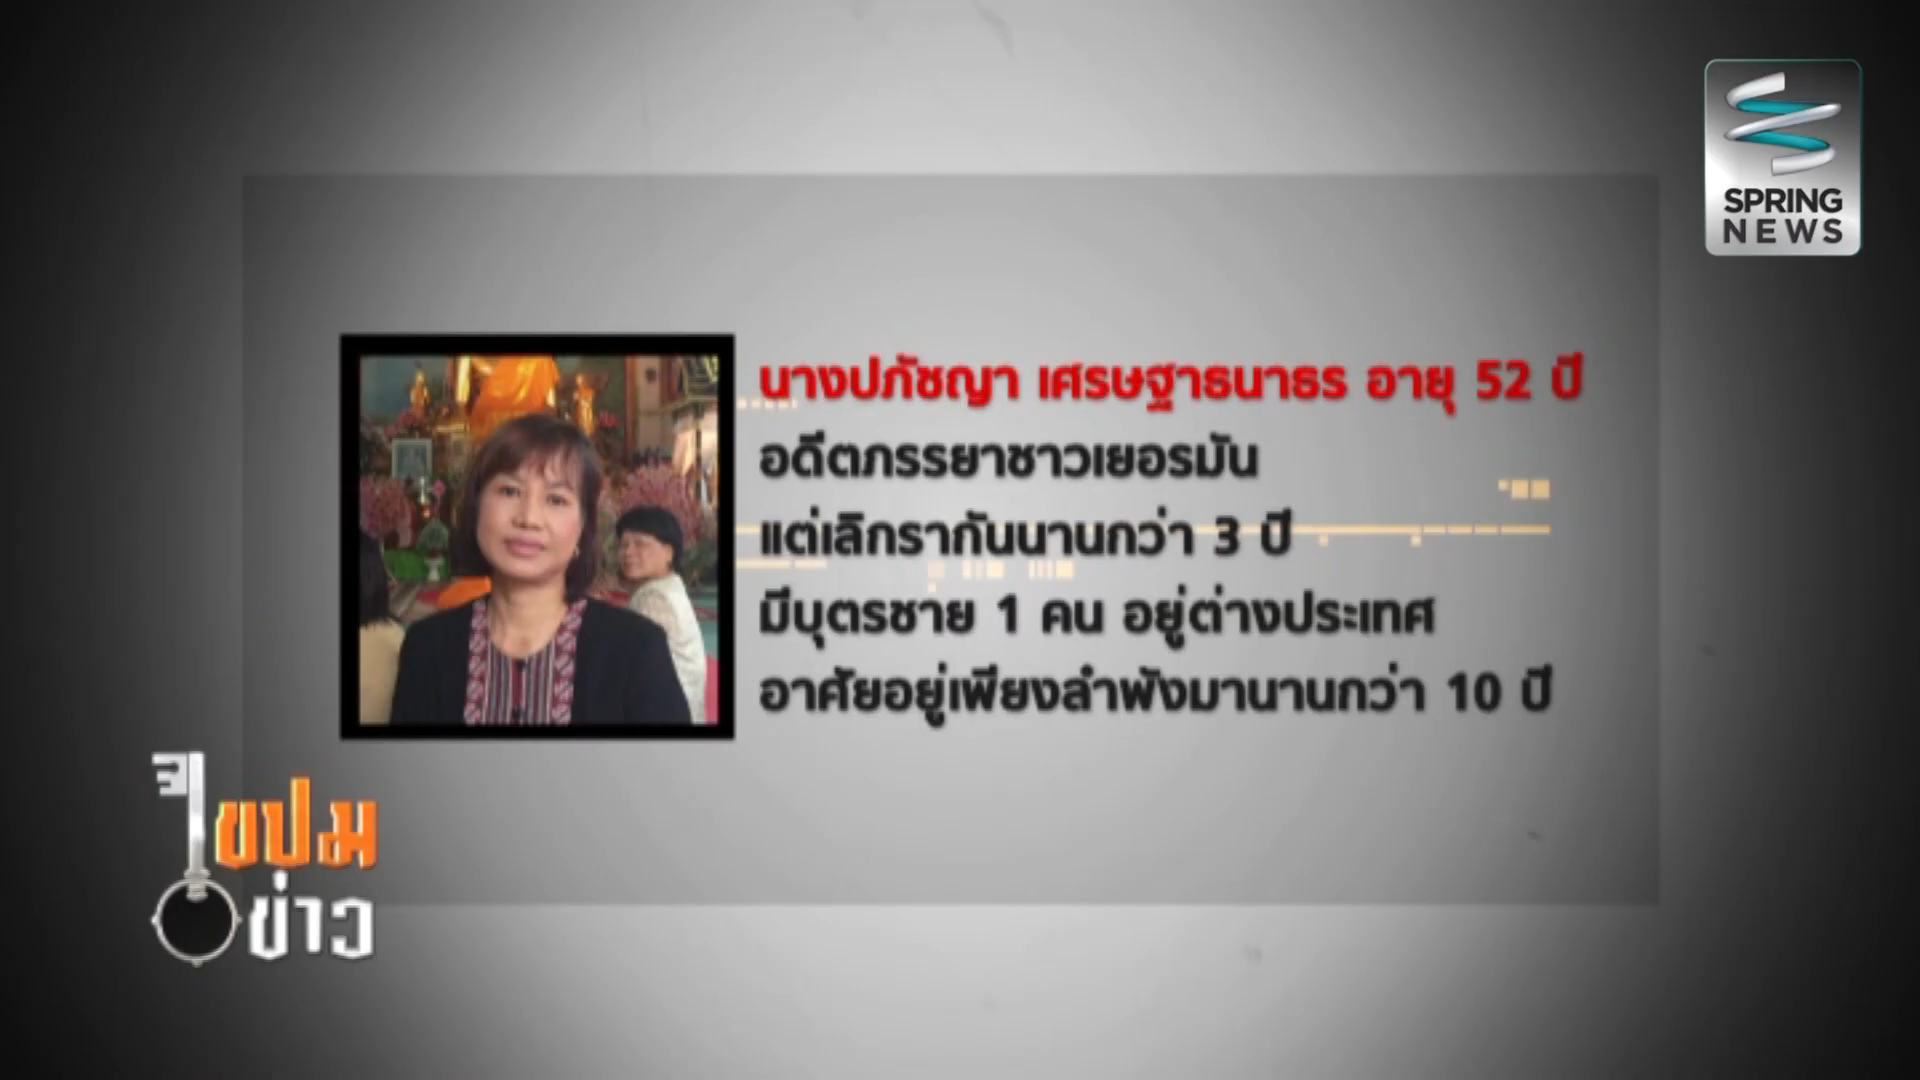 SPRING
NEWS
นางปภัชญา เศรษฐาธนาธร อายุ 52 ปี
อดีตภรรยาชาวเยอรมัน
แต่เลิกรากันนานกว่า 3 ปี
มีบุตรชาย 1 คน อยู่ต่างประเทศ
อาศัยอยู่เพียงลำพังมานานกว่า 10 ปี
ไขปม
ข่าว